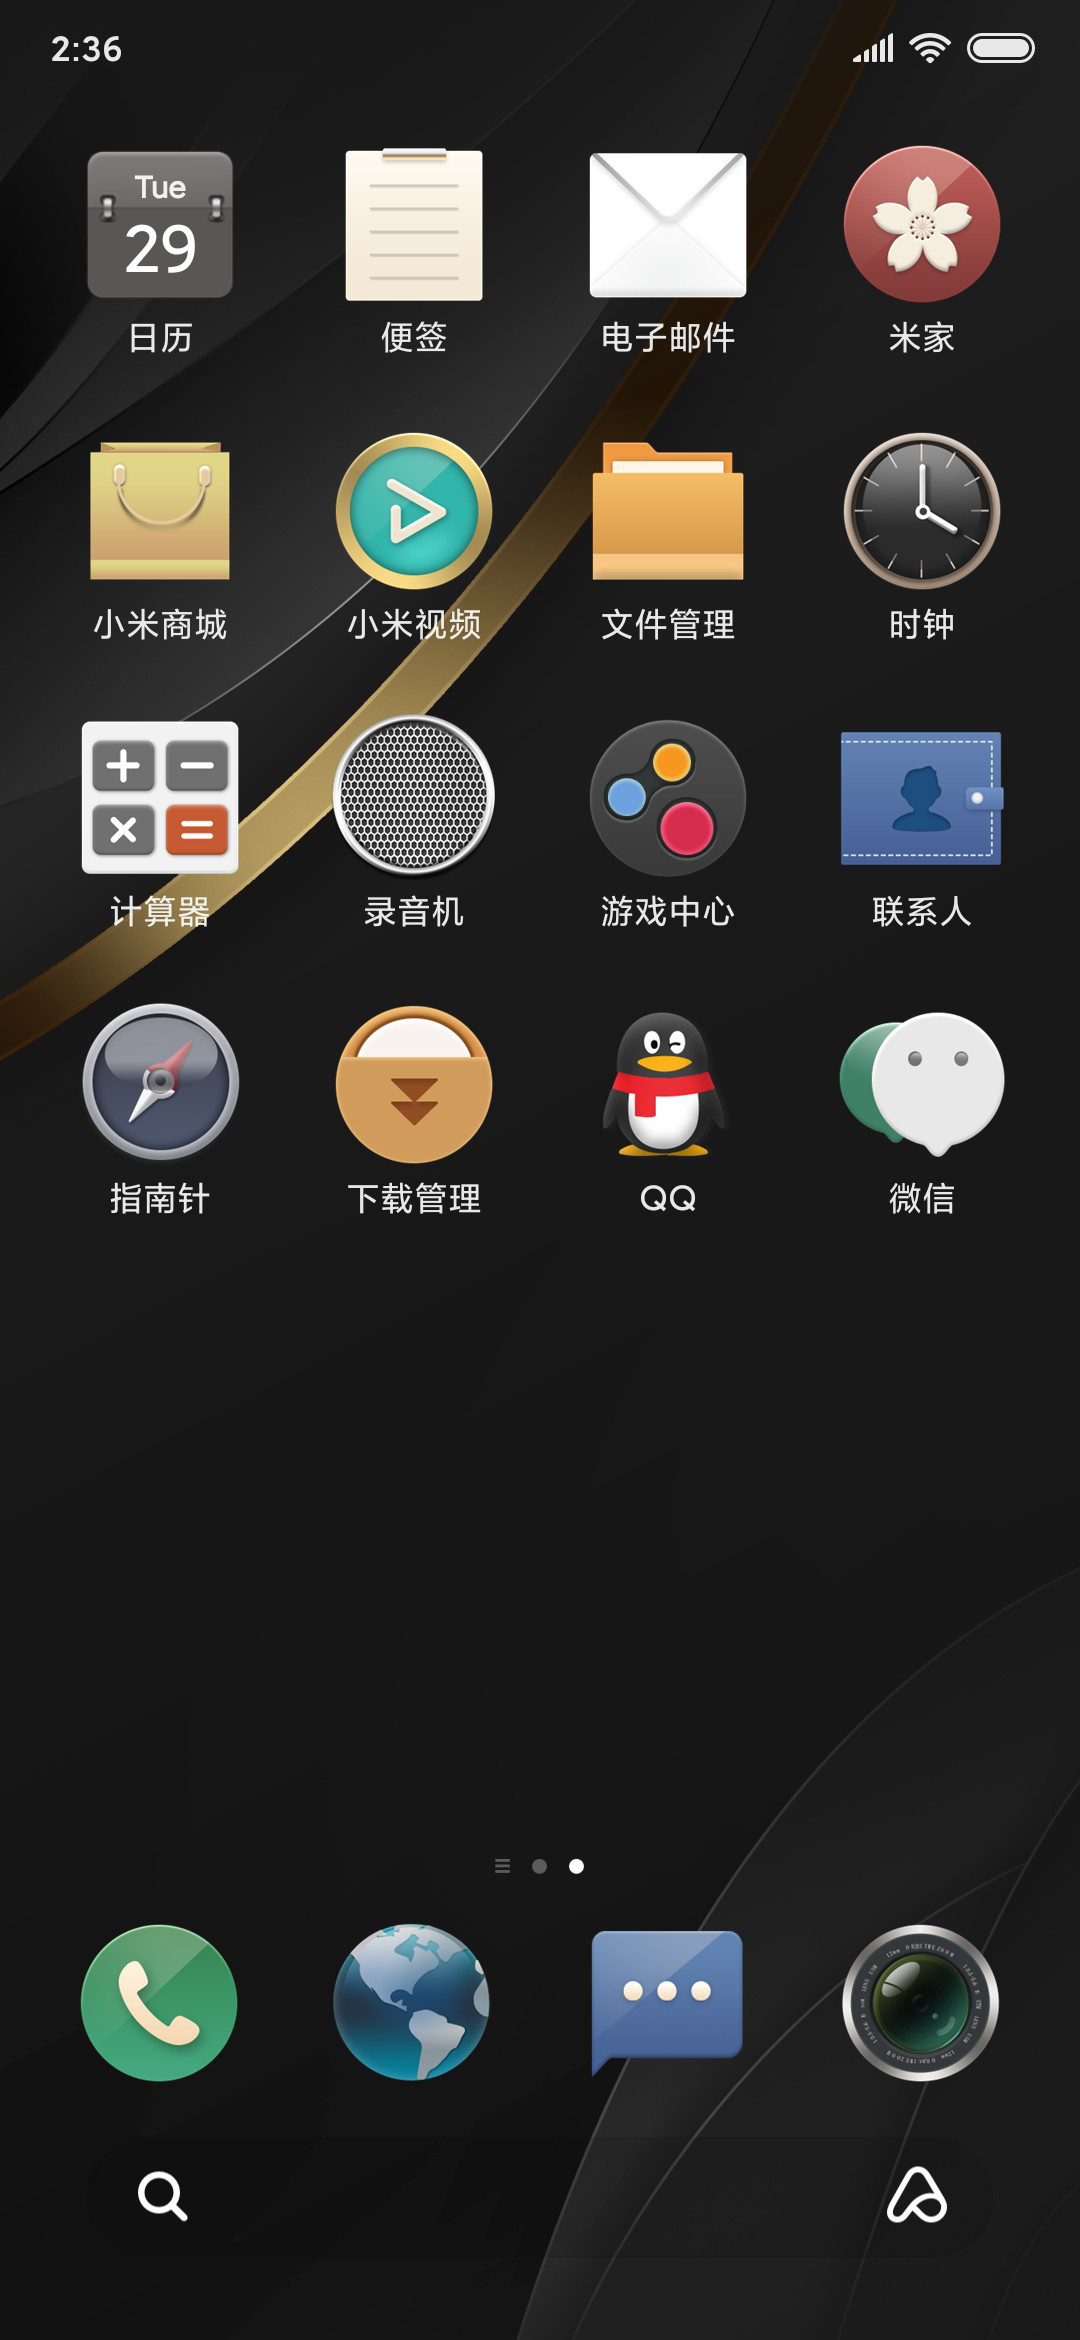 2:36
Tue
29
日历
便签
电子邮件
米家
小米商城
小米视频
文件管理
时钟
计算器
录音机
游戏中心
联系人
指南针
下载管理
QQ
微信